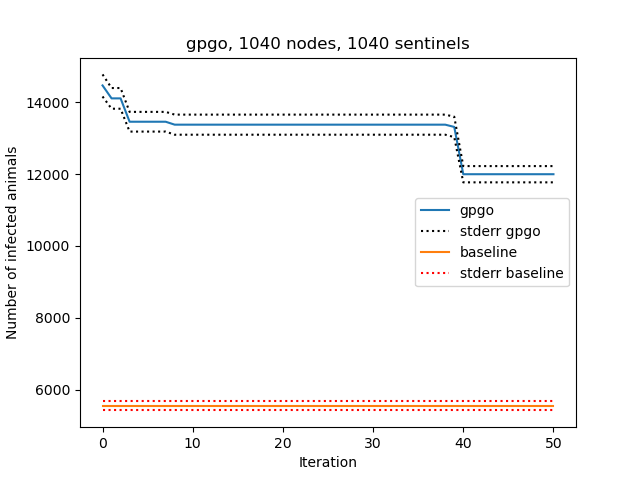 gpgo, 1040 nodes, 1040 sentinels
14000
12000
10000
8000
6000
Number of infected animals
gpgo
stderr gpgo
baseline
stderr baseline
0 10 20 30 40 50
Iteration